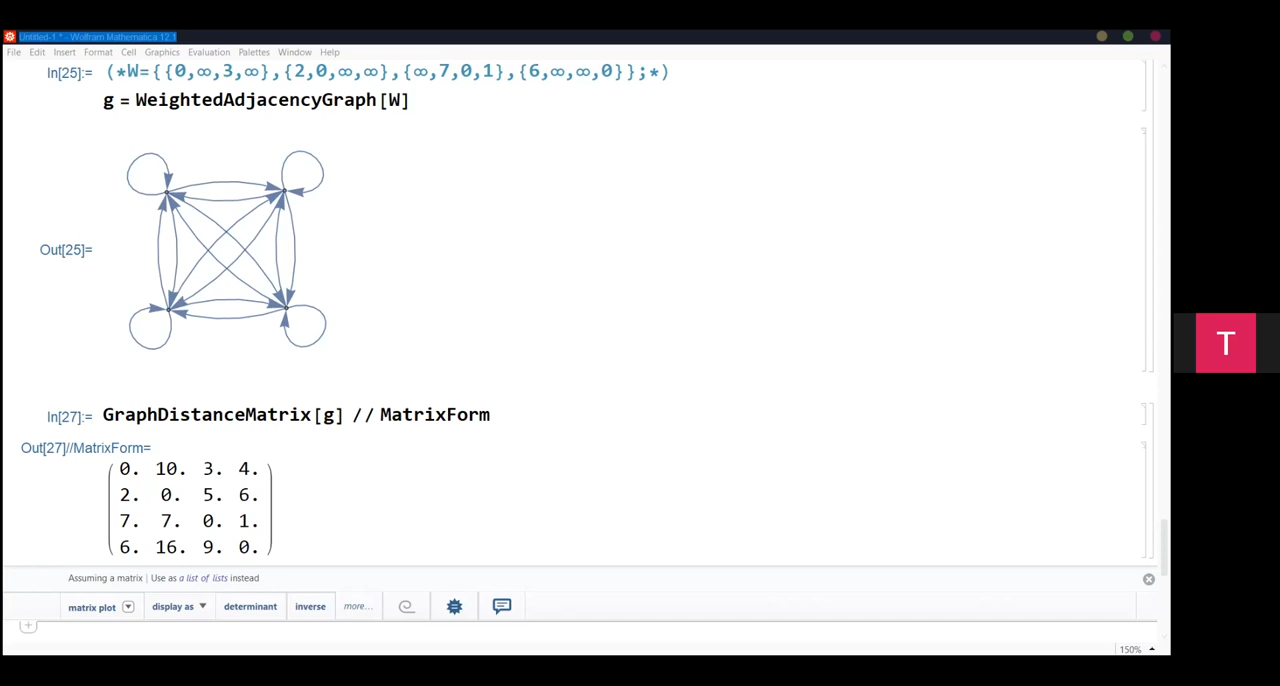 Untitled-1 * - Wolfram Mathematica 12.1
File Edit Insert Format Cell Graphics Evaluation Palettes Window Help
In[25]:= (*W={{0,∞,3,∞},{2,0,∞,∞},{∞,7,0,1},{6,∞,∞,0}};*)
g = WeightedAdjacencyGraph[W]
Out[25]=
T
In[27]:= GraphDistanceMatrix[g] // MatrixForm
Out[27]//MatrixForm=
0. 10. 3. 4.
2. 0. 5. 6.
7. 7. 0. 1.
6. 16. 9. 0.
Assuming a matrix | Use as a list of lists instead
matrix plot display as determinant inverse more...
150%